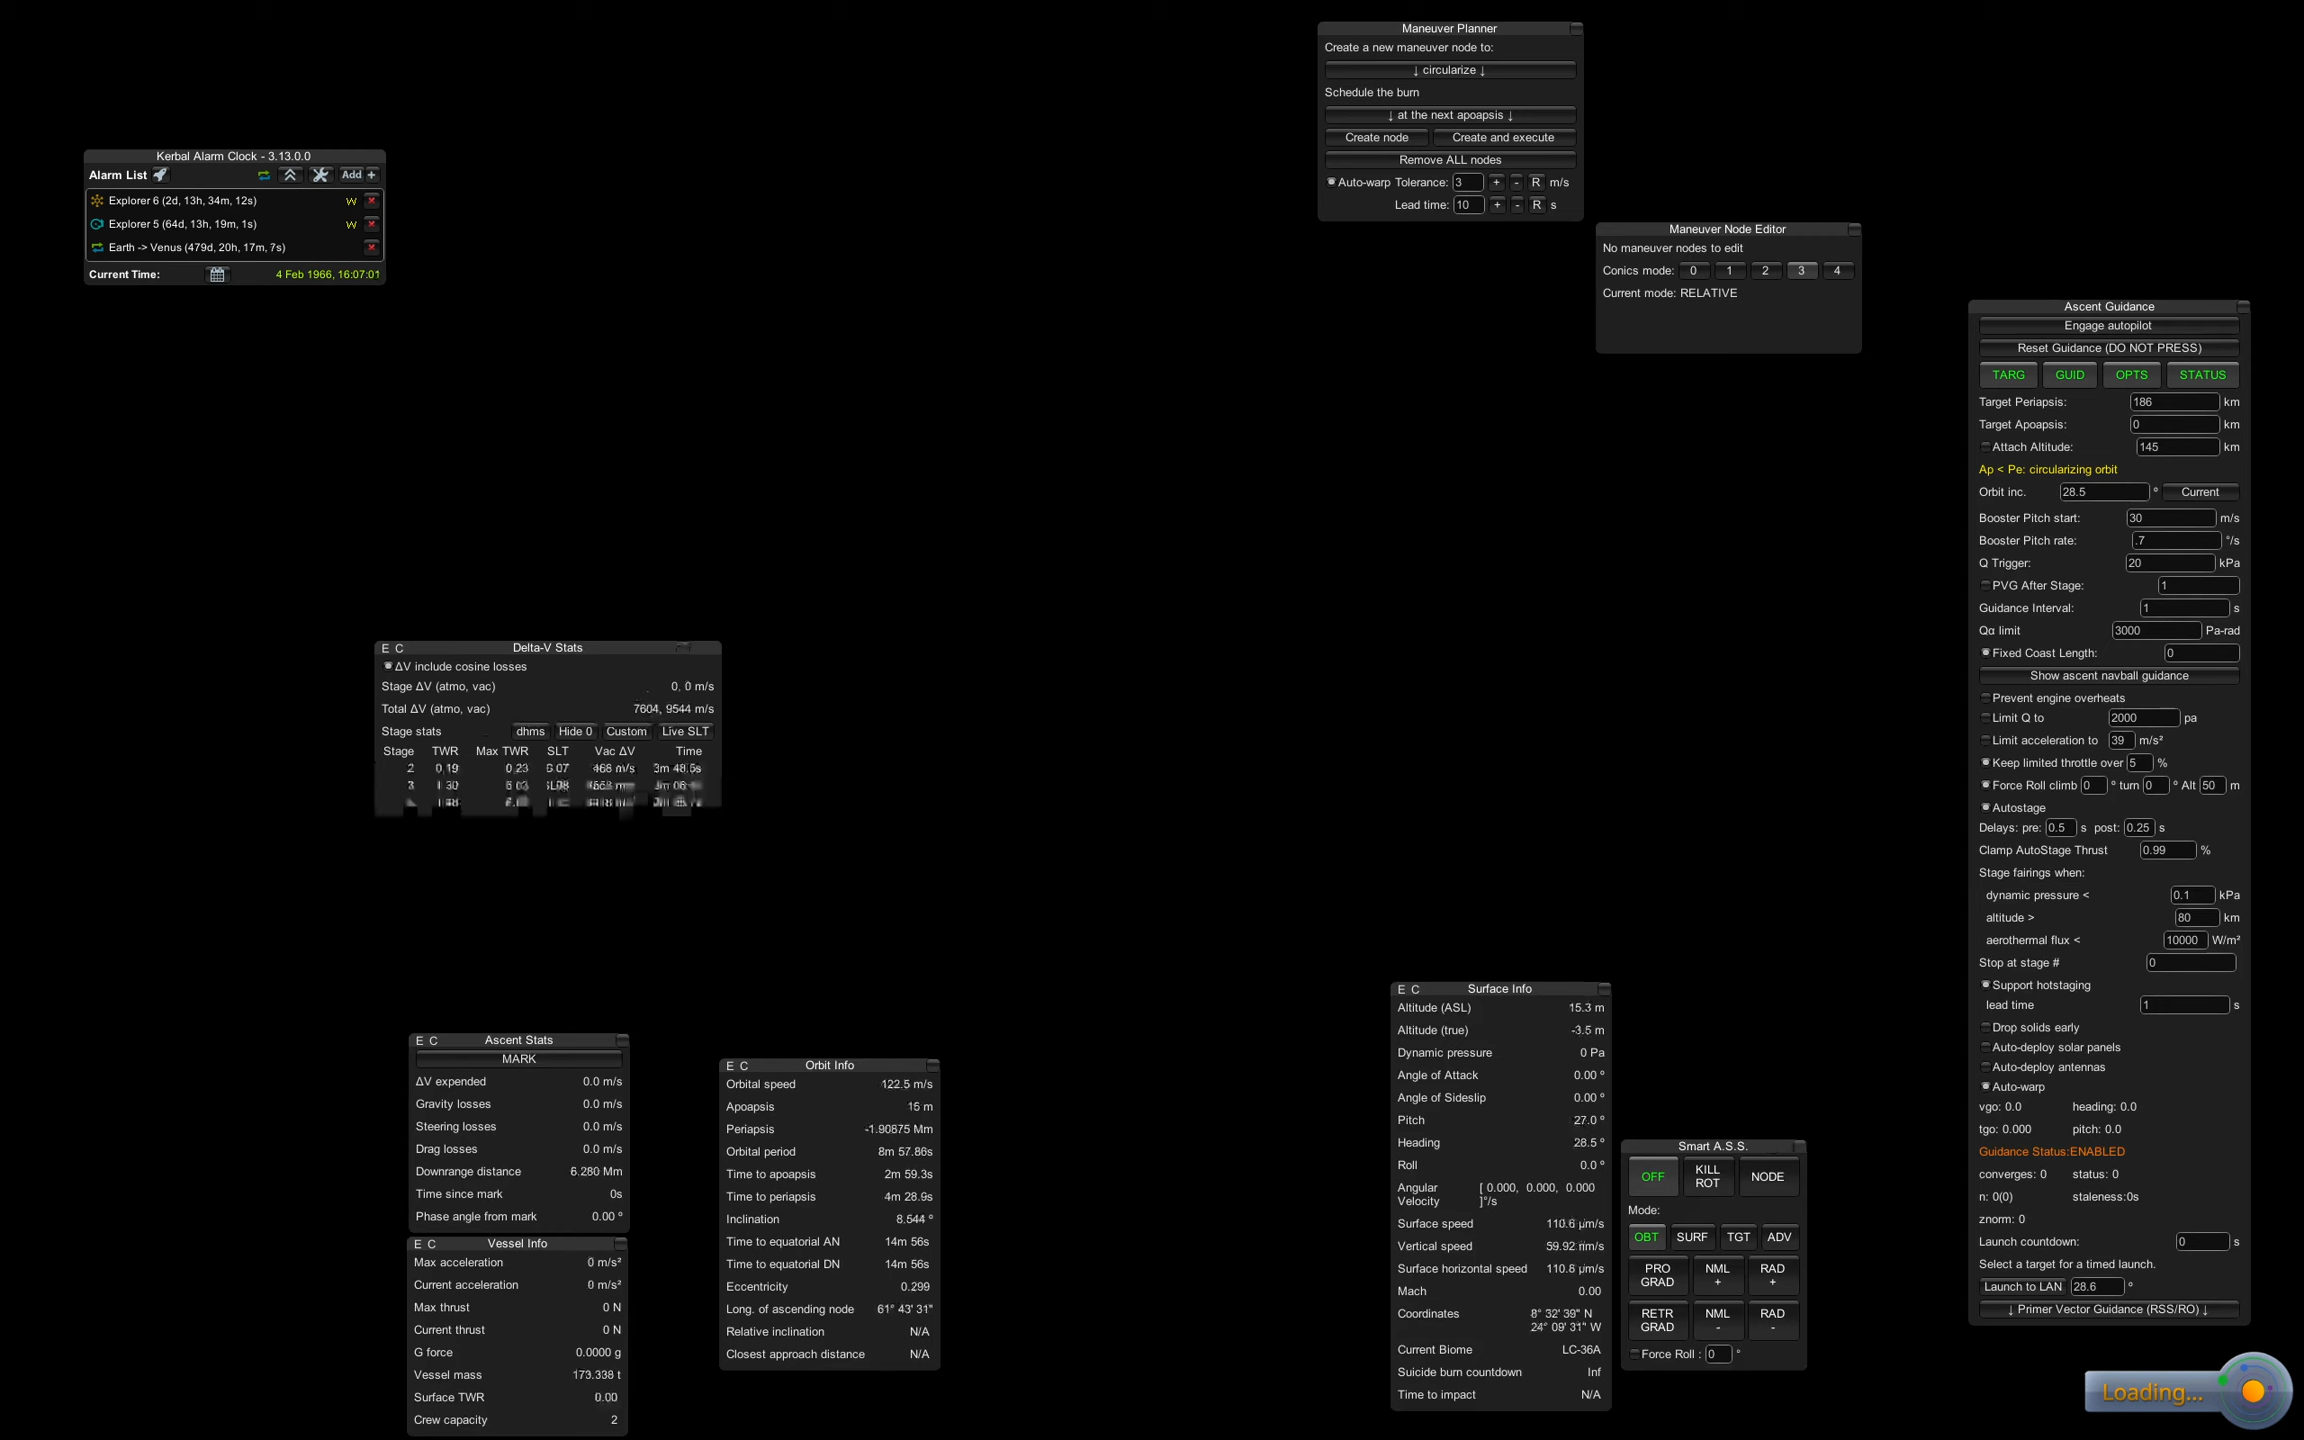 Maneuver Planner
Create a new maneuver node to:
↓ circularize ↓
Schedule the burn
↓ at the next apoapsis ↓
Create node Create and execute
Remove ALL nodes
Auto-warp Tolerance: 3 + - R m/s
Lead time: 10 + - R s
Kerbal Alarm Clock - 3.13.0.0
Alarm List Add +
Explorer 6 (2d, 13h, 34m, 12s) W
Explorer 5 (64d, 13h, 19m, 1s) W
Earth -> Venus (479d, 20h, 17m, 7s)
Current Time: 4 Feb 1966, 16:07:01
Maneuver Node Editor
No maneuver nodes to edit
Conics mode: 0 1 2 3 4
Current mode: RELATIVE
Ascent Guidance
Engage autopilot
Reset Guidance (DO NOT PRESS)
TARG GUID OPTS STATUS
Target Periapsis: 186 km
Target Apoapsis: 0 km
Attach Altitude: 145 km
Ap < Pe: circularizing orbit
Orbit inc. 28.5 º Current
Booster Pitch start: 30 m/s
Booster Pitch rate: .7 °/s
Q Trigger: 20 kPa
PVG After Stage: 1
Guidance Interval: 1 s
Qα limit 3000 Pa-rad
Fixed Coast Length: 0
Show ascent navball guidance
Prevent engine overheats
Limit Q to 2000 pa
Limit acceleration to 39 m/s²
Keep limited throttle over 5 %
Force Roll climb 0 º turn 0 º Alt 50 m
Autostage
Delays: pre: 0.5 s post: 0.25 s
Clamp AutoStage Thrust 0.99 %
Stage fairings when:
dynamic pressure < 0.1 kPa
altitude > 80 km
aerothermal flux < 10000 W/m²
Stop at stage # 0
Support hotstaging
lead time 1 s
Drop solids early
Auto-deploy solar panels
Auto-deploy antennas
Auto-warp
vgo: 0.0 heading: 0.0
tgo: 0.000 pitch: 0.0
Guidance Status:ENABLED
converges: 0 status: 0
n: 0(0) staleness:0s
znorm: 0
Launch countdown: 0 s
Select a target for a timed launch.
Launch to LAN 28.6 º
↓ Primer Vector Guidance (RSS/RO) ↓
E C Delta-V Stats
ΔV include cosine losses
Stage ΔV (atmo, vac) 0, 0 m/s
Total ΔV (atmo, vac) 7604, 9544 m/s
Stage stats dhms Hide 0 Custom Live SLT
Stage TWR Max TWR SLT Vac ΔV Time
2 0.19 0.23 m/s 3m
3
E C Ascent Stats
MARK
ΔV expended 0.0 m/s
Gravity losses 0.0 m/s
Steering losses 0.0 m/s
Drag losses 0.0 m/s
Downrange distance 6.280 Mm
Time since mark 0s
Phase angle from mark 0.00 º
E C Vessel Info
Max acceleration 0 m/s²
Current acceleration 0 m/s²
Max thrust 0 N
Current thrust 0 N
G force 0.0000 g
Vessel mass 173.338 t
Surface TWR 0.00
Crew capacity 2
E C Orbit Info
Orbital speed 122.5 m/s
Apoapsis 15 m
Periapsis -1.90875 Mm
Orbital period 8m 57.86s
Time to apoapsis 2m 59.3s
Time to periapsis 4m 28.9s
Inclination 8.544 º
Time to equatorial AN 14m 56s
Time to equatorial DN 14m 56s
Eccentricity 0.299
Long. of ascending node 61° 43' 31"
Relative inclination N/A
Closest approach distance N/A
E C Surface Info
Altitude (ASL) 15.3 m
Altitude (true) -3.5 m
Dynamic pressure 0 Pa
Angle of Attack 0.00 º
Angle of Sideslip 0.00 º
Pitch 27.0 º
Heading 28.5 º
Roll 0.0 º
Angular Velocity [ 0.000, 0.000, 0.000 ]°/s
Surface speed 110.6 µm/s
Vertical speed 59.92 nm/s
Surface horizontal speed 110.8 µm/s
Mach 0.00
Coordinates 8° 32' 39" N
24° 09' 31" W
Current Biome LC-36A
Suicide burn countdown Inf
Time to impact N/A
Smart A.S.S.
OFF KILL ROT NODE
Mode:
OBT SURF TGT ADV
PRO GRAD NML + RAD +
RETR GRAD NML - RAD -
Force Roll : 0 °
Loading...